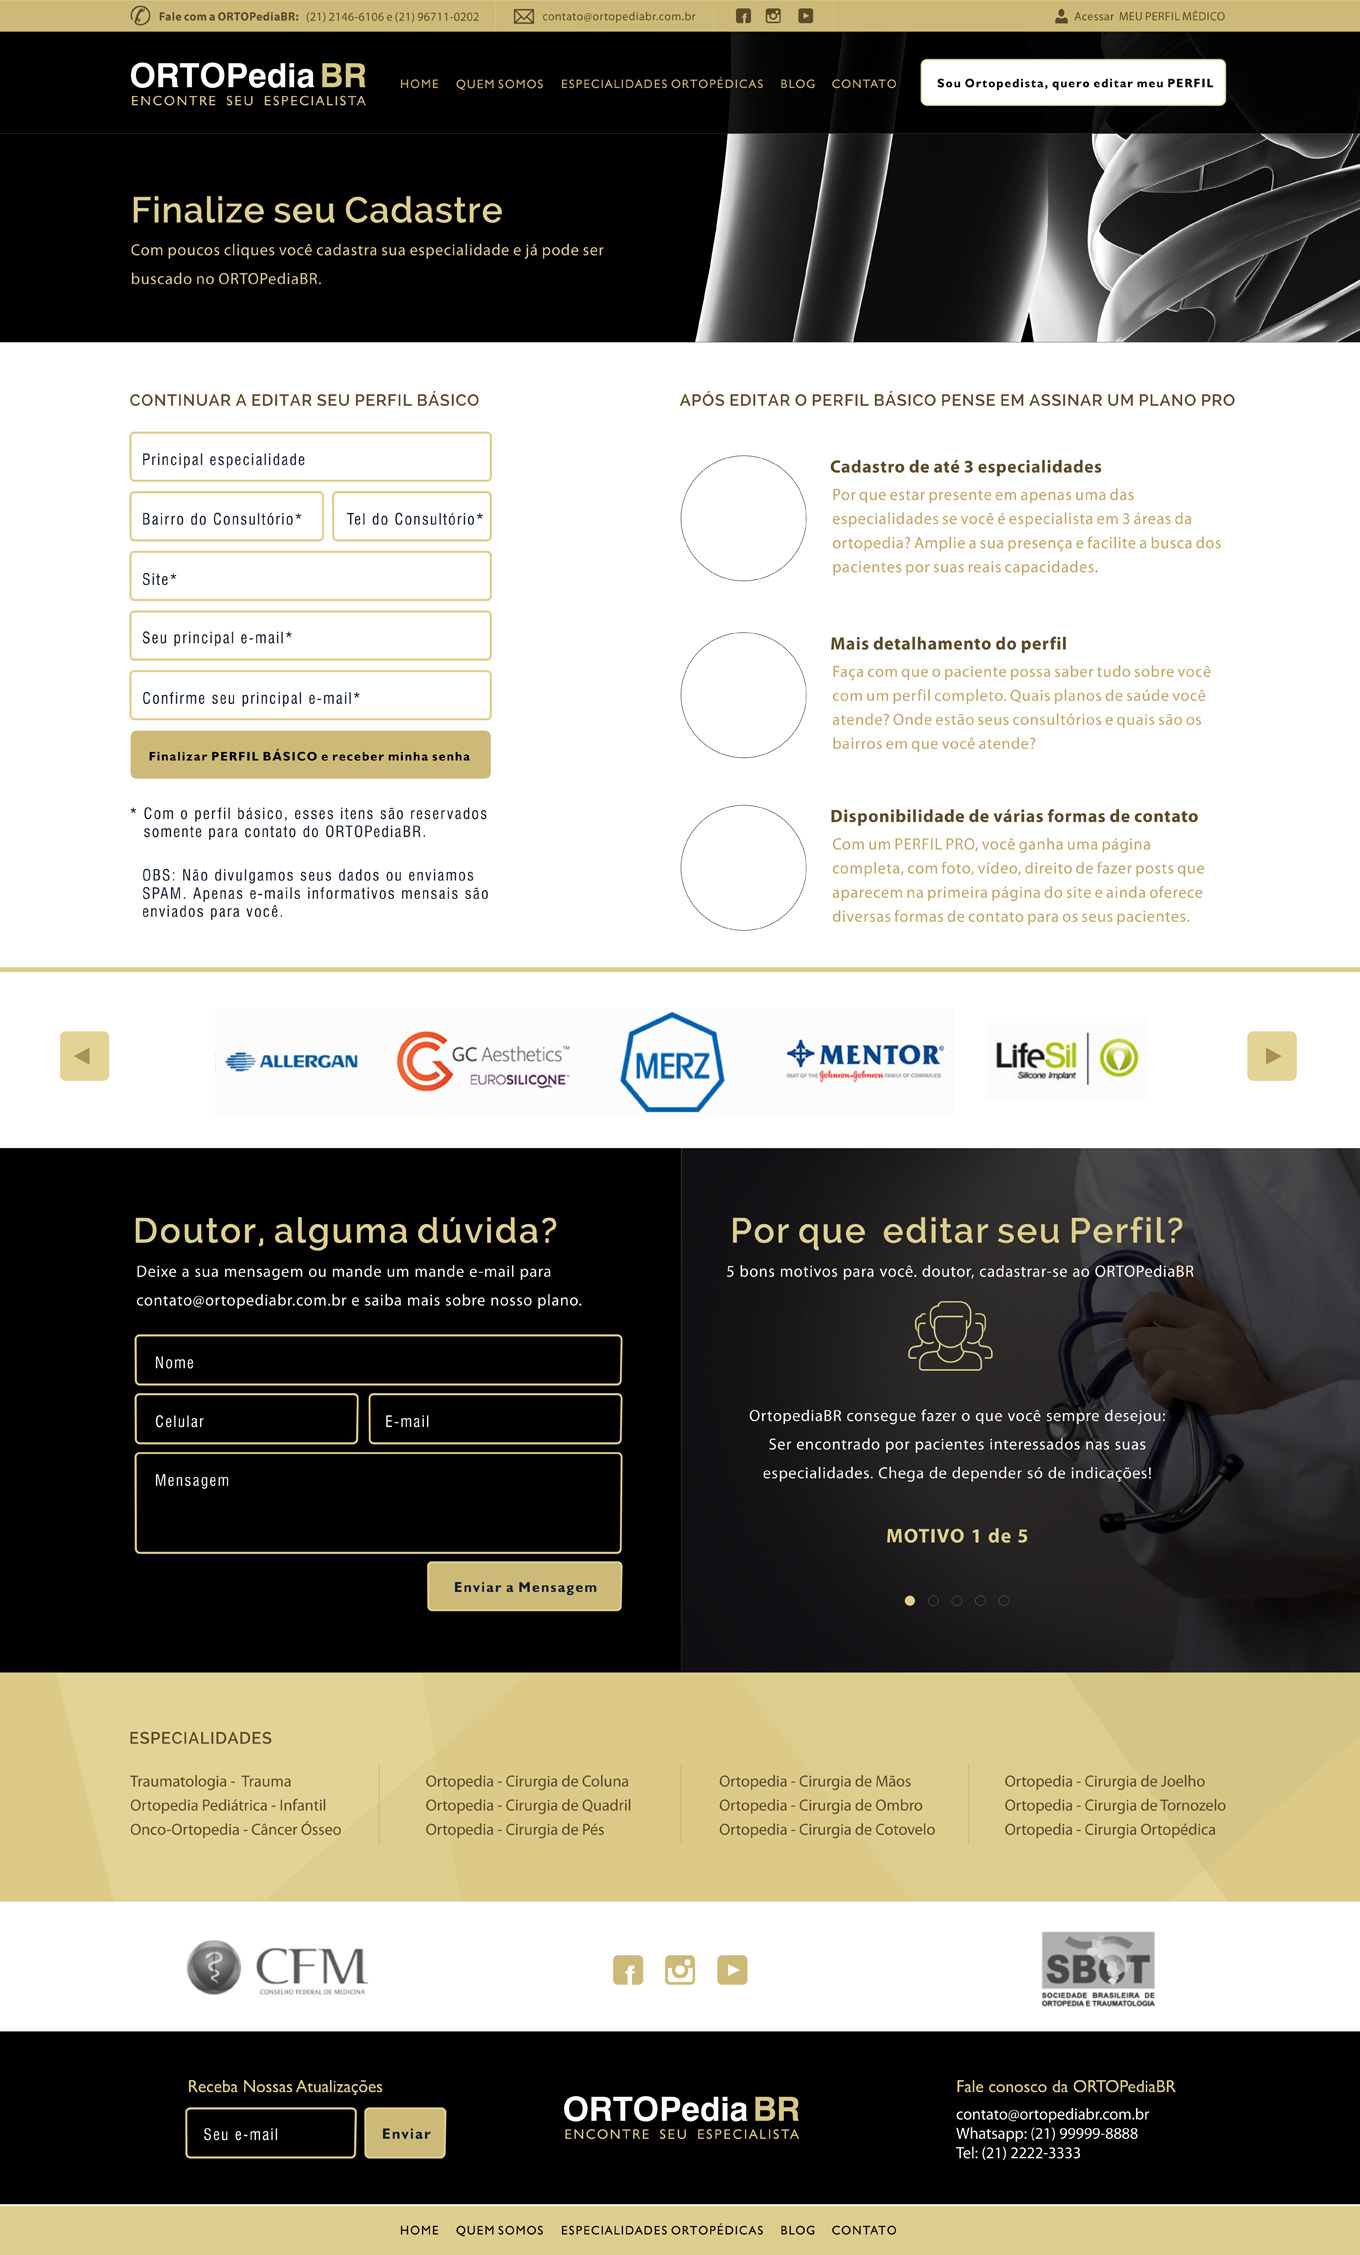 Fale com a ORTOPediaBR: (21) 2146-6106 e (21) 96711-0202
contato@ortopediabr.com.br
Acessar MEU PERFIL MÉDICO
ORTOPedia BR
ENCONTRE SEU ESPECIALISTA
HOME QUEM SOMOS ESPECIALIDADES ORTOPÉDICAS BLOG CONTATO
Sou Ortopedista, quero editar meu PERFIL
Finalize seu Cadastre
Com poucos cliques você cadastra sua especialidade e já pode ser
buscado no ORTOPediaBR.
CONTINUAR A EDITAR SEU PERFIL BÁSICO
Principal especialidade
Bairro do Consultório* Tel do Consultório*
Site*
Seu principal e-mail*
Confirme seu principal e-mail*
Finalizar PERFIL BÁSICO e receber minha senha
* Com o perfil básico, esses itens são reservados
somente para contato do ORTOPediaBR.
OBS: Não divulgamos seus dados ou enviamos
SPAM. Apenas e-mails informativos mensais são
enviados para você.
APÓS EDITAR O PERFIL BÁSICO PENSE EM ASSINAR UM PLANO PRO
Cadastro de até 3 especialidades
Por que estar presente em apenas uma das
especialidades se você é especialista em 3 áreas da
ortopedia? Amplie a sua presença e facilite a busca dos
pacientes por suas reais capacidades.
Mais detalhamento do perfil
Faça com que o paciente possa saber tudo sobre você
com um perfil completo. Quais planos de saúde você
atende? Onde estão seus consultórios e quais são os
bairros em que você atende?
Disponibilidade de várias formas de contato
Com um PERFIL PRO, você ganha uma página
completa, com foto, vídeo, direito de fazer posts que
aparecem na primeira página do site e ainda oferece
diversas formas de contato para os seus pacientes.
ALLERGAN
GC Aesthetics™
EUROSILICONE™
MERZ
MENTOR®
PART OF THE Johnson&Johnson FAMILY OF COMPANIES
LifeSil
Silicone Implant
Doutor, alguma dúvida?
Deixe a sua mensagem ou mande um mande e-mail para
contato@ortopediabr.com.br e saiba mais sobre nosso plano.
Nome
Celular E-mail
Mensagem
Enviar a Mensagem
Por que editar seu Perfil?
5 bons motivos para você. doutor, cadastrar-se ao ORTOPediaBR
OrtopediaBR consegue fazer o que você sempre desejou:
Ser encontrado por pacientes interessados nas suas
especialidades. Chega de depender só de indicações!
MOTIVO 1 de 5
ESPECIALIDADES
Traumatologia - Trauma
Ortopedia Pediátrica - Infantil
Onco-Ortopedia - Câncer Ósseo
Ortopedia - Cirurgia de Coluna
Ortopedia - Cirurgia de Quadril
Ortopedia - Cirurgia de Pés
Ortopedia - Cirurgia de Mãos
Ortopedia - Cirurgia de Ombro
Ortopedia - Cirurgia de Cotovelo
Ortopedia - Cirurgia de Joelho
Ortopedia - Cirurgia de Tornozelo
Ortopedia - Cirurgia Ortopédica
CFM
CONSELHO FEDERAL DE MEDICINA
SBOT
SOCIEDADE BRASILEIRA DE
ORTOPEDIA E TRAUMATOLOGIA
Receba Nossas Atualizações
Seu e-mail Enviar
ORTOPedia BR
ENCONTRE SEU ESPECIALISTA
Fale conosco da ORTOPediaBR
contato@ortopediabr.com.br
Whatsapp: (21) 99999-8888
Tel: (21) 2222-3333
HOME QUEM SOMOS ESPECIALIDADES ORTOPÉDICAS BLOG CONTATO